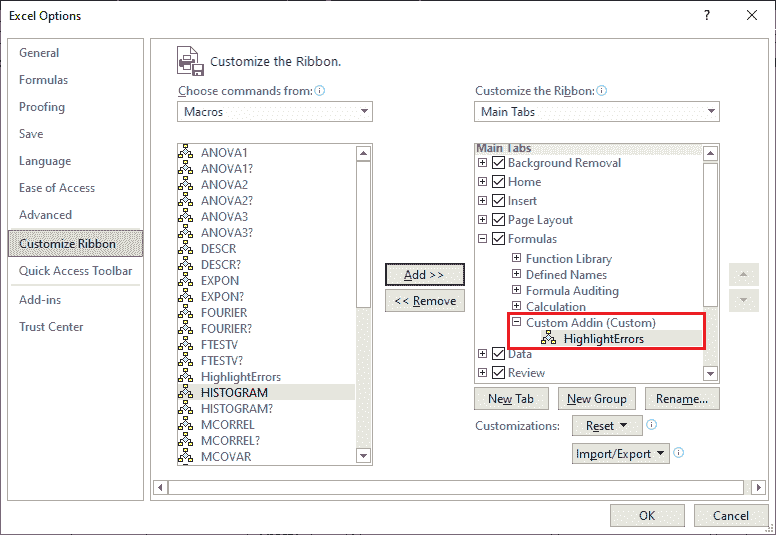 Excel Options
?
General
Formulas
Proofing
Save
Language
Ease of Access
Advanced
Customize Ribbon
Quick Access Toolbar
Add-ins
Trust Center
Customize the Ribbon.
Choose commands from:
Macros
ANOVA1
ANOVA1?
ANOVA2
ANOVA2?
ANOVA3
ANOVA3?
DESCR
DESCR?
EXPON
EXPON?
FOURIER
FOURIER?
FTESTV
FTESTV?
HighlightErrors
HISTOGRAM
HISTOGRAM?
MCORREL
MCORREL?
MCOVAR
Add >>
<< Remove
Customize the Ribbon:
Main Tabs
Main Tabs
Background Removal
Home
Insert
Page Layout
Formulas
Function Library
Defined Names
Formula Auditing
Calculation
Custom Addin (Custom)
HighlightErrors
Data
Review
New Tab
New Group
Rename...
Customizations:
Reset
Import/Export
OK
Cancel